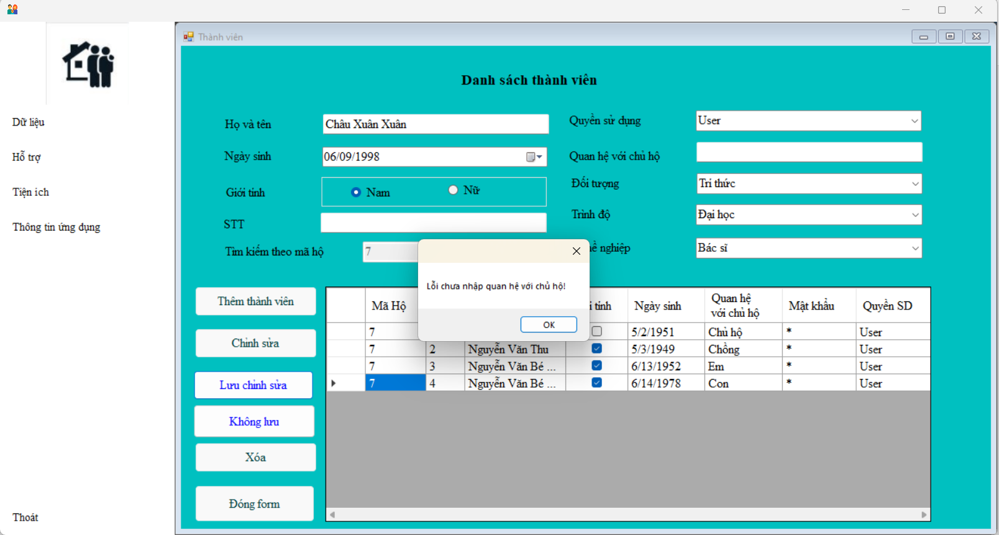 Thành viên
Dữ liệu
Hỗ trợ
Tiện ích
Thông tin ứng dụng
Thoát
Danh sách thành viên
Họ và tên
Châu Xuân Xuân
Ngày sinh
06/09/1998
Giới tính
Nam
Nữ
STT
Tìm kiếm theo mã hộ
7
Quyền sử dụng
User
Quan hệ với chủ hộ
Đối tượng
Trí thức
Trình độ
Đại học
nghiệp
Bác sĩ
Lỗi chưa nhập quan hệ với chủ hộ!
OK
Thêm thành viên
Chỉnh sửa
Lưu chỉnh sửa
Không lưu
Xóa
Đóng form
Mã Hộ tính Ngày sinh Quan hệ với chủ hộ Mật khẩu Quyền SD
7 5/2/1951 Chủ hộ * User
7 2 Nguyễn Văn Thu 5/3/1949 Chồng * User
7 3 Nguyễn Văn Bé ... 6/13/1952 Em * User
7 4 Nguyễn Văn Bé ... 6/14/1978 Con * User